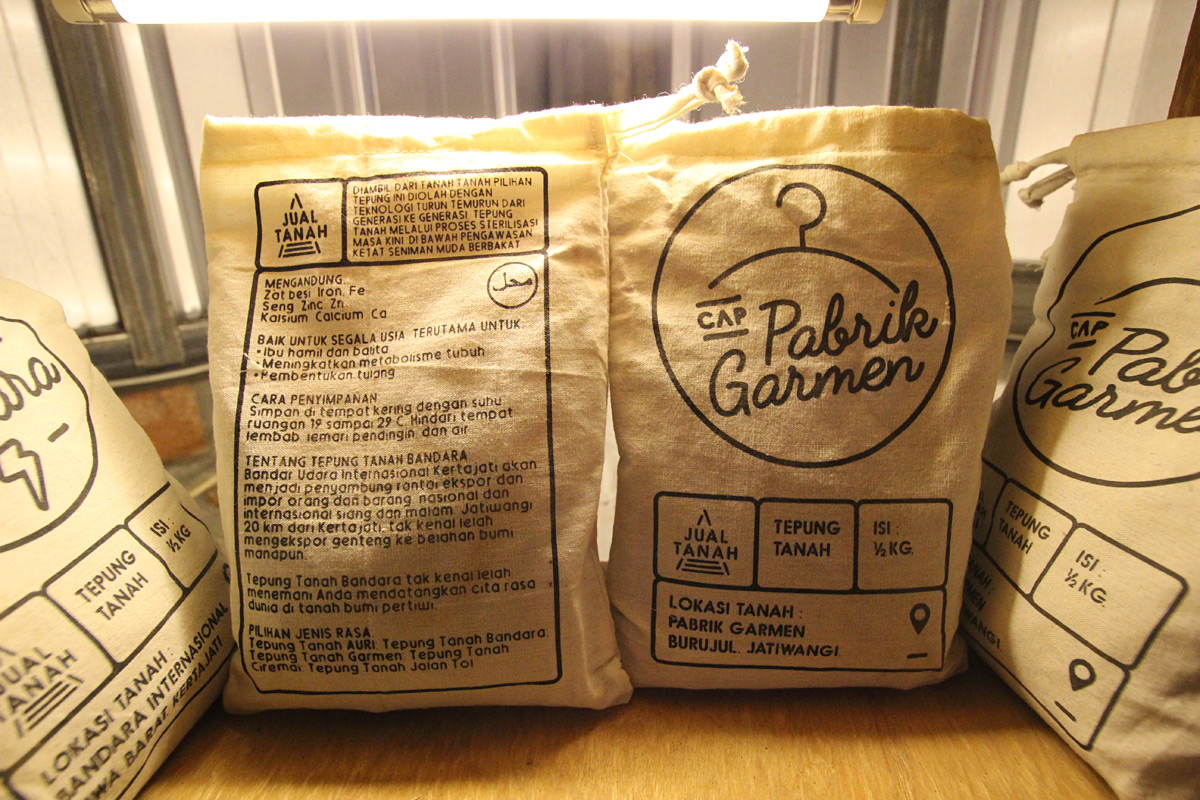 JUAL
TANAH
DIAMBIL DARI TANAH TANAH PILIHAN
TEPUNG INI DIOLAH DENGAN
TEKNOLOGI TURUN TEMURUN DARI
GENERASI KE GENERASI TEPUNG
TANAH MELALUI PROSES STERILISASI
MASA KINI DI BAWAH PENGAWASAN
KETAT SENIMAN MUDA BERBAKAT
MENGANDUNG:
Zat besi Iron, Fe
Seng Zinc Zn
Kalsium Calcium Ca
محل
BAIK UNTUK SEGALA USIA TERUTAMA UNTUK
• Ibu hamil dan balita
• Meningkatkan metabolisme tubuh
• Pembentukan tulang
CARA PENYIMPANAN
Simpan di tempat kering dengan suhu
ruangan 19 sampai 29 C. Hindari tempat
lembab lemari pendingin dan air
TENTANG TEPUNG TANAH BANDARA
Bandar Udara Internasional Kertajati akan
menjadi penyambung rantai ekspor dan
impor orang dan barang, nasional dan
internasional siang dan malam. Jatiwangi
20 km dari Kertajati, tak kenal lelah
mengekspor genteng ke belahan bumi
manapun.
Tepung Tanah Bandara tak kenal lelah
menemani Anda mendatangkan cita rasa
dunia di tanah bumi pertiwi.
PILIHAN JENIS RASA:
Tepung Tanah AURI: Tepung Tanah Bandara:
Tepung Tanah Garmen: Tepung Tanah
Ciremai: Tepung Tanah Jalan Tol
CAP
Pabrik
Garmen
JUAL
TANAH
TEPUNG
TANAH
ISI :
½ KG.
LOKASI TANAH :
PABRIK GARMEN
BURUJUL. JATIWANGI.
CAP
Pab
Garme
TEPUNG
TANAH
ISI :
½ KG.
TANAH:
MEN
WANGI.
dara
TEPUNG
TANAH
ISI :
½ KG
JUAL
TANAH
LOKASI TANAH :
BANDARA INTERNASIONAL
WA BARAT KERTAJATI